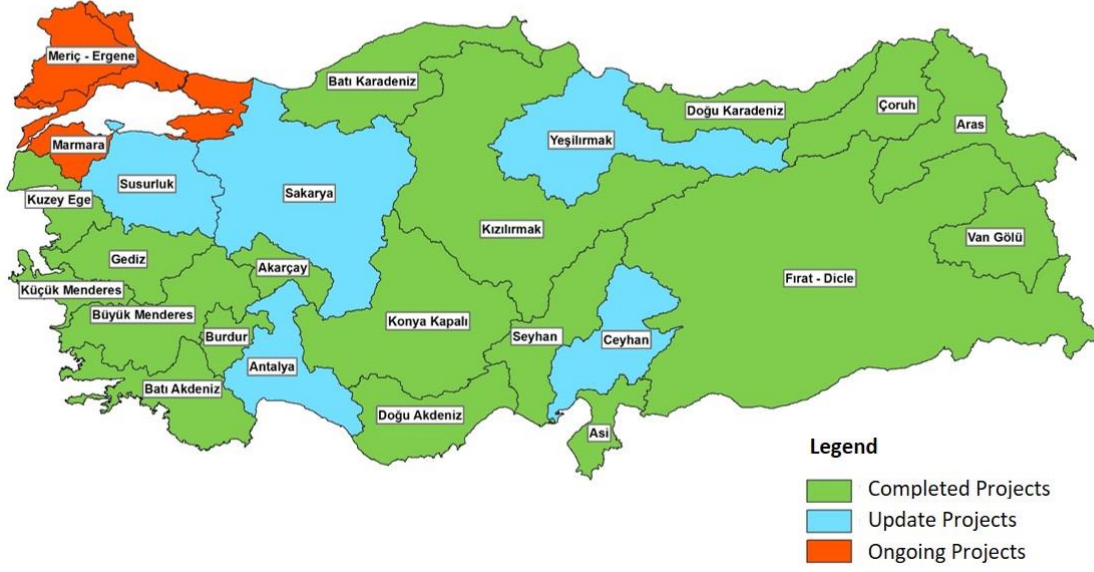 Meriç - Ergene
Batı Karadeniz
Doğu Karadeniz
Çoruh
Aras
Marmara
Yeşilırmak
Susurluk
Sakarya
Kuzey Ege
Kızılırmak
Van Gölü
Gediz
Akarçay
Fırat - Dicle
Küçük Menderes
Büyük Menderes
Konya Kapalı
Burdur
Seyhan
Ceyhan
Antalya
Batı Akdeniz
Doğu Akdeniz
Asi
Legend
Completed Projects
Update Projects
Ongoing Projects